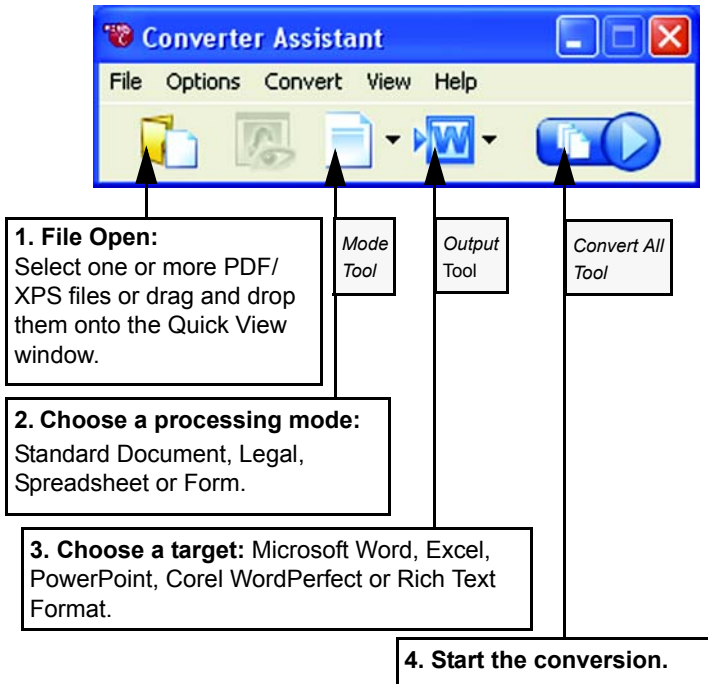 Converter Assistant
File Options Convert View Help
W
1. File Open:
Select one or more PDF/
XPS files or drag and drop
them onto the Quick View
window.
Mode
Tool
Output
Tool
Convert All
Tool
2. Choose a processing mode:
Standard Document, Legal,
Spreadsheet or Form.
3. Choose a target: Microsoft Word, Excel,
PowerPoint, Corel WordPerfect or Rich Text
Format.
4. Start the conversion.